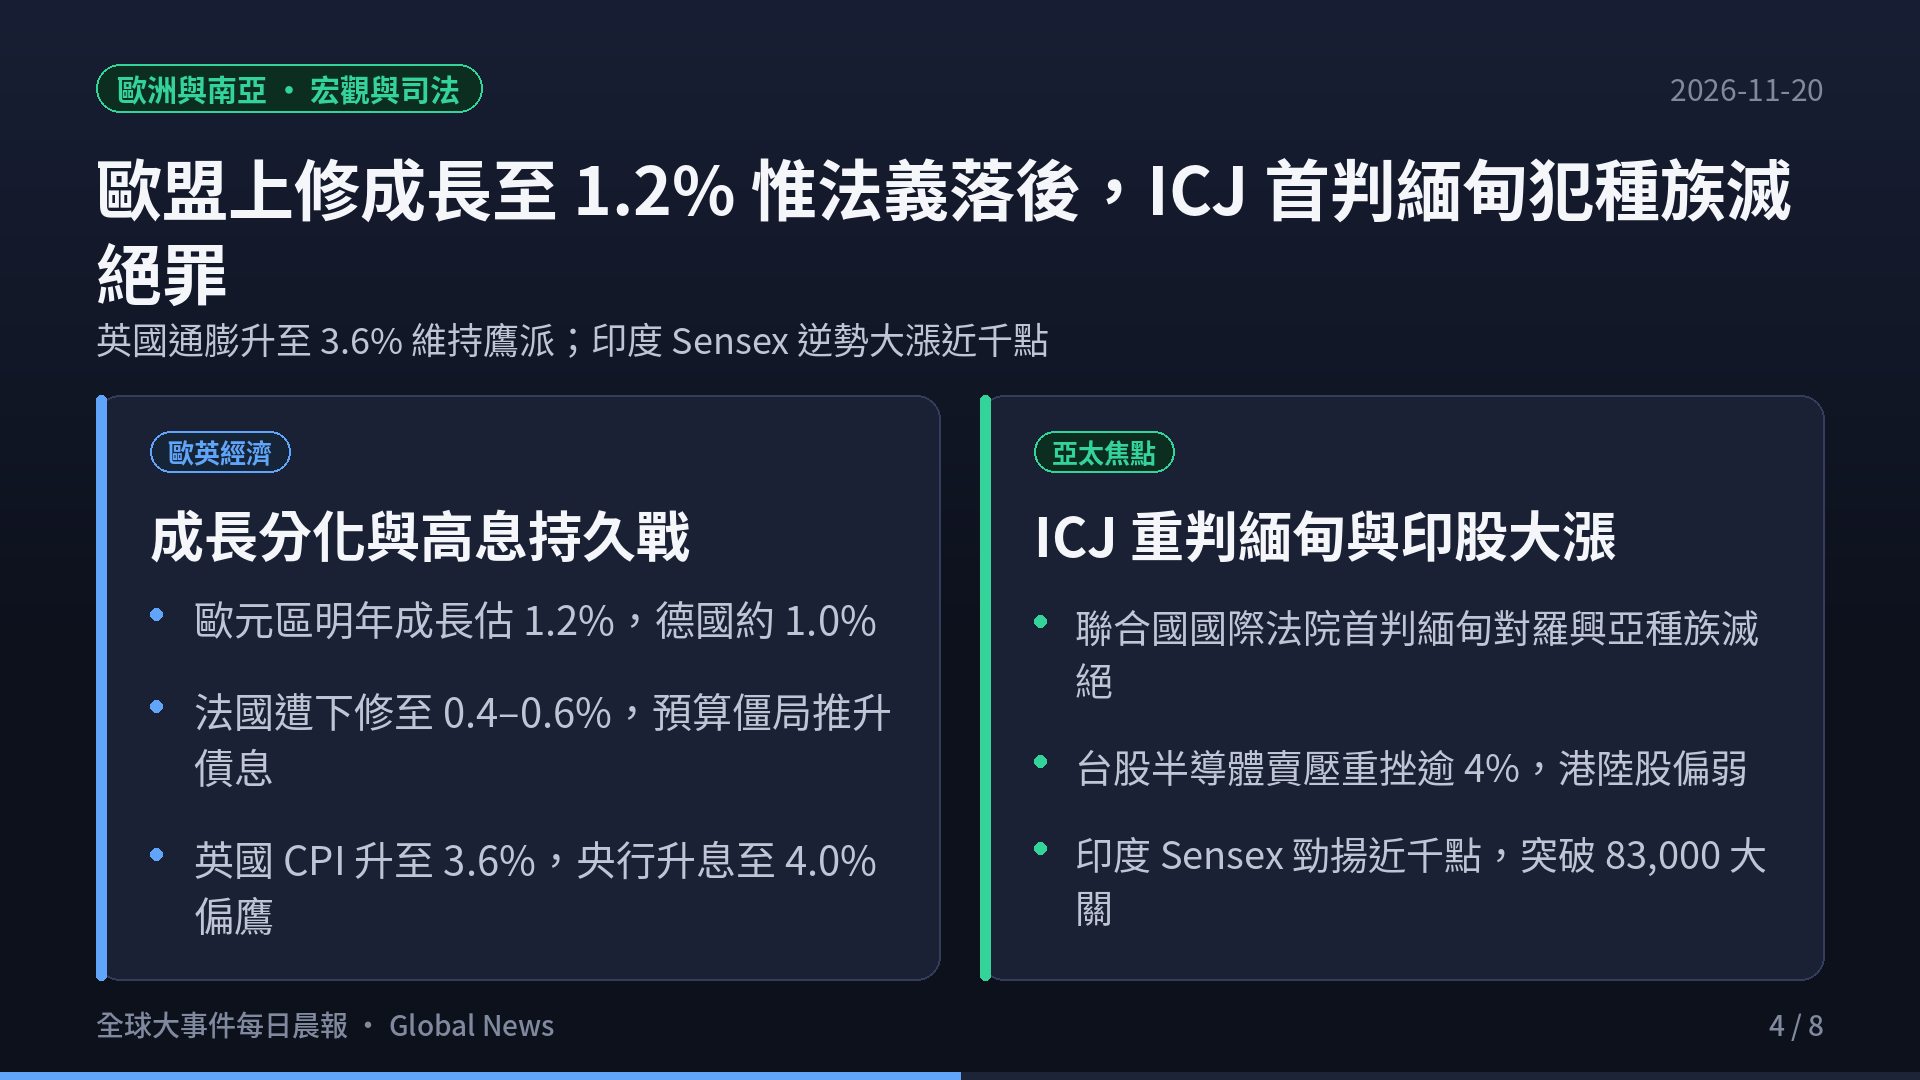 歐洲與南亞 • 宏觀與司法
2026-11-20
歐盟上修成長至 1.2% 惟法義落後，ICJ 首判緬甸犯種族滅
絕罪
英國通膨升至 3.6% 維持鷹派；印度 Sensex 逆勢大漲近千點
歐英經濟
成長分化與高息持久戰
• 歐元區明年成長估 1.2%，德國約 1.0%
• 法國遭下修至 0.4–0.6%，預算僵局推升
債息
• 英國 CPI 升至 3.6%，央行升息至 4.0%
偏鷹
亞太焦點
ICJ 重判緬甸與印股大漲
• 聯合國國際法院首判緬甸對羅興亞種族滅
絕
• 台股半導體賣壓重挫逾 4%，港陸股偏弱
• 印度 Sensex 勁揚近千點，突破 83,000 大
關
全球大事件每日晨報 • Global News
4 / 8